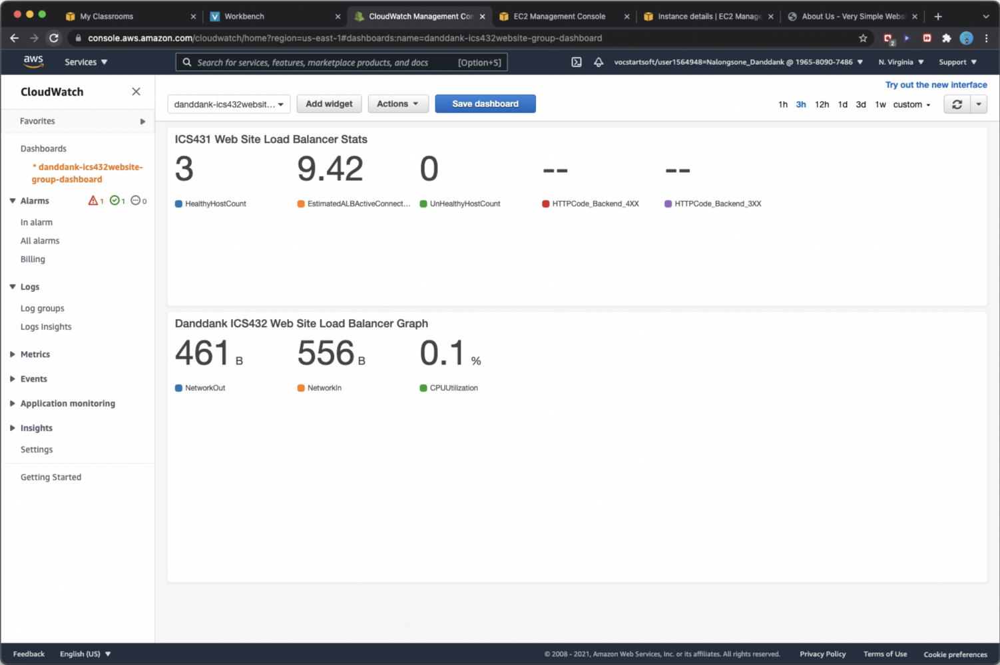 My Classrooms
Workbench
CloudWatch Management Con
EC2 Management Console
Instance details | EC2 Manage
About Us - Very Simple Webs
console.aws.amazon.com/cloudwatch/home?region=us-east-1#dashboards:name=danddank-ics432website-group-dashboard
2
aws
Services
Search for services, features, marketplace products, and docs
[Option+S]
vocstartsoft/user1564948=Nalongsone_Danddank @ 1965-8090-7486
N. Virginia
Support
CloudWatch
Favorites
Dashboards
* danddank-ics432website-
group-dashboard
Alarms
1
1
0
In alarm
All alarms
Billing
Logs
Log groups
Logs Insights
Metrics
Events
Application monitoring
Insights
Settings
Getting Started
Try out the new interface
danddank-ics432websit...
Add widget
Actions
Save dashboard
1h 3h 12h 1d 3d 1w custom
ICS431 Web Site Load Balancer Stats
3 9.42 0 -- --
HealthyHostCount EstimatedALBActiveConnect... UnHealthyHostCount HTTPCode_Backend_4XX HTTPCode_Backend_3XX
Danddank ICS432 Web Site Load Balancer Graph
461 B 556 B 0.1 %
NetworkOut NetworkIn CPUUtilization
Feedback English (US) © 2008 - 2021, Amazon Web Services, Inc. or its affiliates. All rights reserved. Privacy Policy Terms of Use Cookie preferences